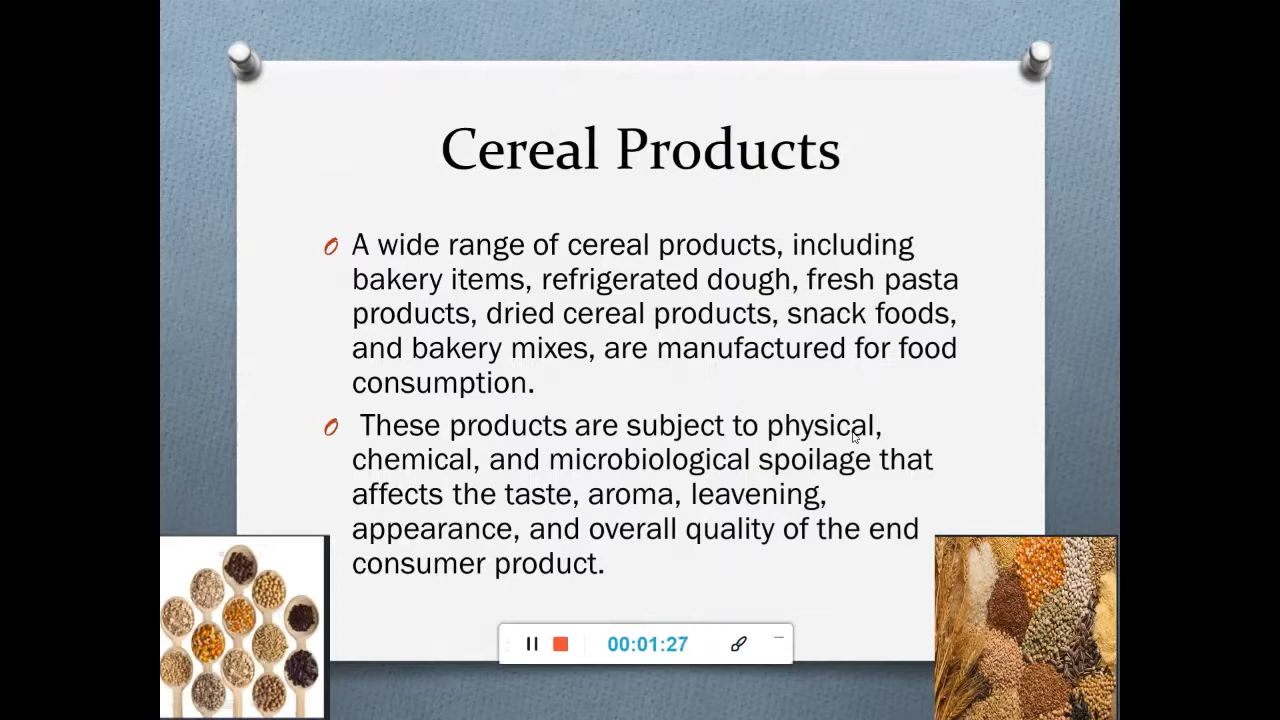 Cereal Products
A wide range of cereal products, including
bakery items, refrigerated dough, fresh pasta
products, dried cereal products, snack foods,
and bakery mixes, are manufactured for food
consumption.
These products are subject to physical,
chemical, and microbiological spoilage that
affects the taste, aroma, leavening,
appearance, and overall quality of the end
consumer product.
00:01:27